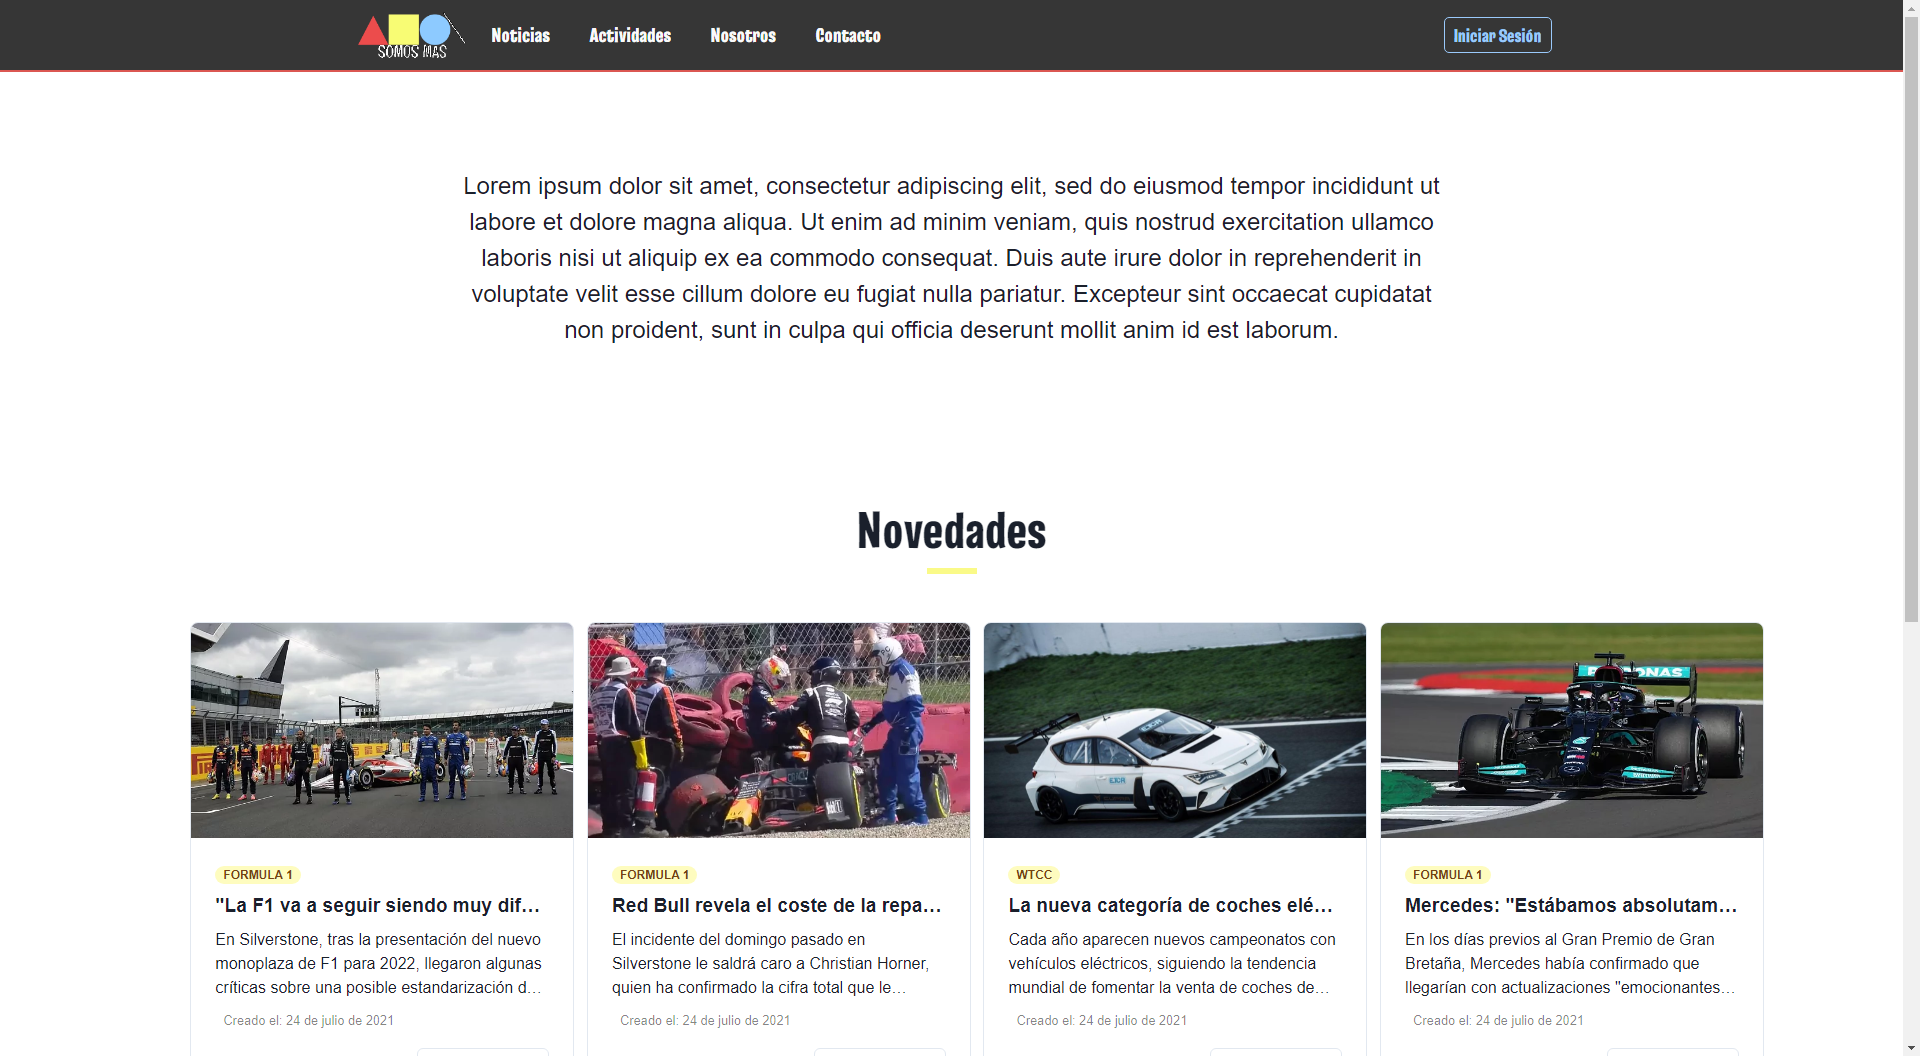 SOMOS MAS
Noticias
Actividades
Nosotros
Contacto
Iniciar Sesión
Lorem ipsum dolor sit amet, consectetur adipiscing elit, sed do eiusmod tempor incididunt ut
labore et dolore magna aliqua. Ut enim ad minim veniam, quis nostrud exercitation ullamco
laboris nisi ut aliquip ex ea commodo consequat. Duis aute irure dolor in reprehenderit in
voluptate velit esse cillum dolore eu fugiat nulla pariatur. Excepteur sint occaecat cupidatat
non proident, sunt in culpa qui officia deserunt mollit anim id est laborum.
Novedades
FORMULA 1
"La F1 va a seguir siendo muy dif…
En Silverstone, tras la presentación del nuevo
monoplaza de F1 para 2022, llegaron algunas
críticas sobre una posible estandarización d…
Creado el: 24 de julio de 2021
FORMULA 1
Red Bull revela el coste de la repa…
El incidente del domingo pasado en
Silverstone le saldrá caro a Christian Horner,
quien ha confirmado la cifra total que le…
Creado el: 24 de julio de 2021
WTCC
La nueva categoría de coches elé…
Cada año aparecen nuevos campeonatos con
vehículos eléctricos, siguiendo la tendencia
mundial de fomentar la venta de coches de…
Creado el: 24 de julio de 2021
FORMULA 1
Mercedes: "Estábamos absolutam…
En los días previos al Gran Premio de Gran
Bretaña, Mercedes había confirmado que
llegarían con actualizaciones "emocionantes…
Creado el: 24 de julio de 2021